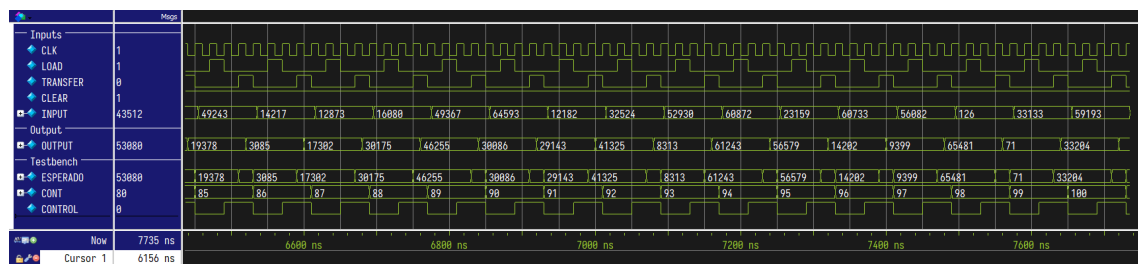 Msgs
Inputs
CLK 1
LOAD 1
TRANSFER 0
CLEAR 1
INPUT 43512 49243 14217 12873 16080 49367 64593 12182 32524 52930 60872 23159 60733 56082 126 33133 59193
Output
OUTPUT 53080 19378 3085 17302 30175 46255 30086 29143 41325 8313 61243 56579 14202 9399 65481 71 33204
Testbench
ESPERADO 53080 19378 3085 17302 30175 46255 30086 29143 41325 8313 61243 56579 14202 9399 65481 71 33204
CONT 80 85 86 87 88 89 90 91 92 93 94 95 96 97 98 99 100
CONTROL 0
Now 7735 ns 6600 ns 6800 ns 7000 ns 7200 ns 7400 ns 7600 ns
Cursor 1 6156 ns